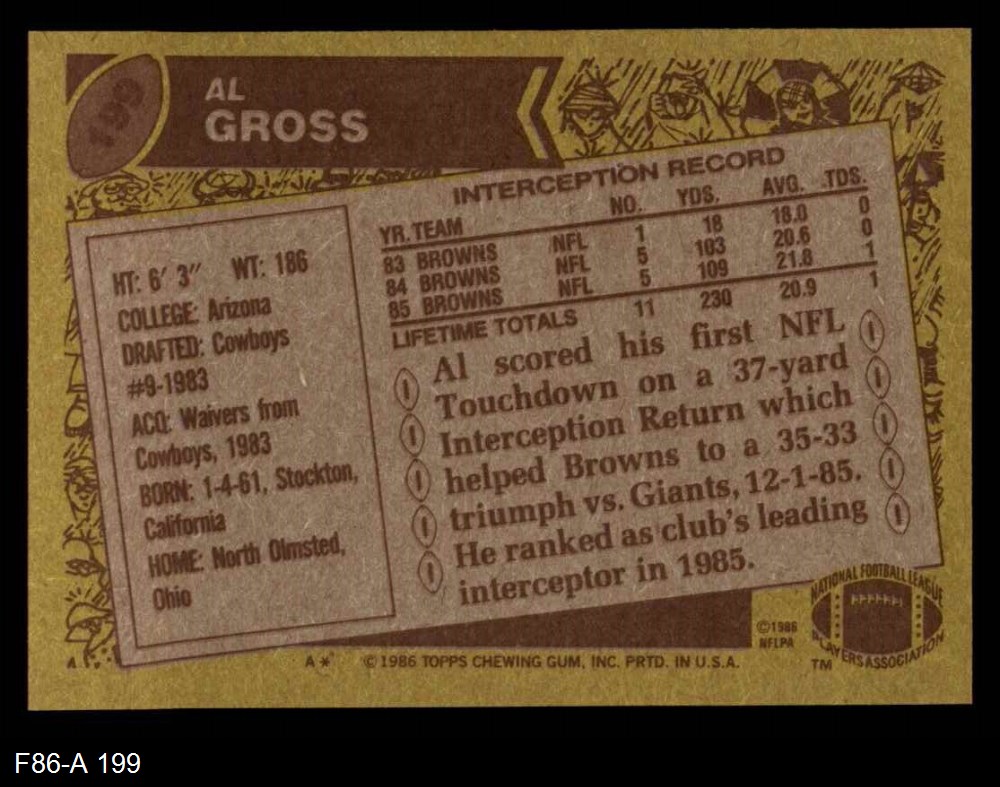 199
AL
GROSS
INTERCEPTION RECORD
YR. TEAM NO. YDS. AVG. TDS.
83 BROWNS NFL 1 18 18.0 0
84 BROWNS NFL 5 103 20.6 0
85 BROWNS NFL 5 109 21.8 1
LIFETIME TOTALS 11 230 20.9 1
HT: 6' 3" WT: 186
COLLEGE: Arizona
DRAFTED: Cowboys
#9-1983
ACQ: Waivers from
Cowboys, 1983
BORN: 1-4-61, Stockton,
California
HOME: North Olmsted,
Ohio
Al scored his first NFL
Touchdown on a 37-yard
Interception Return which
helped Browns to a 35-33
triumph vs. Giants, 12-1-85.
He ranked as club's leading
interceptor in 1985.
©1986
NFLPA
NATIONAL FOOTBALL LEAGUE
PLAYERS ASSOCIATION
TM
A* ©1986 TOPPS CHEWING GUM, INC. PRTD. IN U.S.A.
F86-A 199